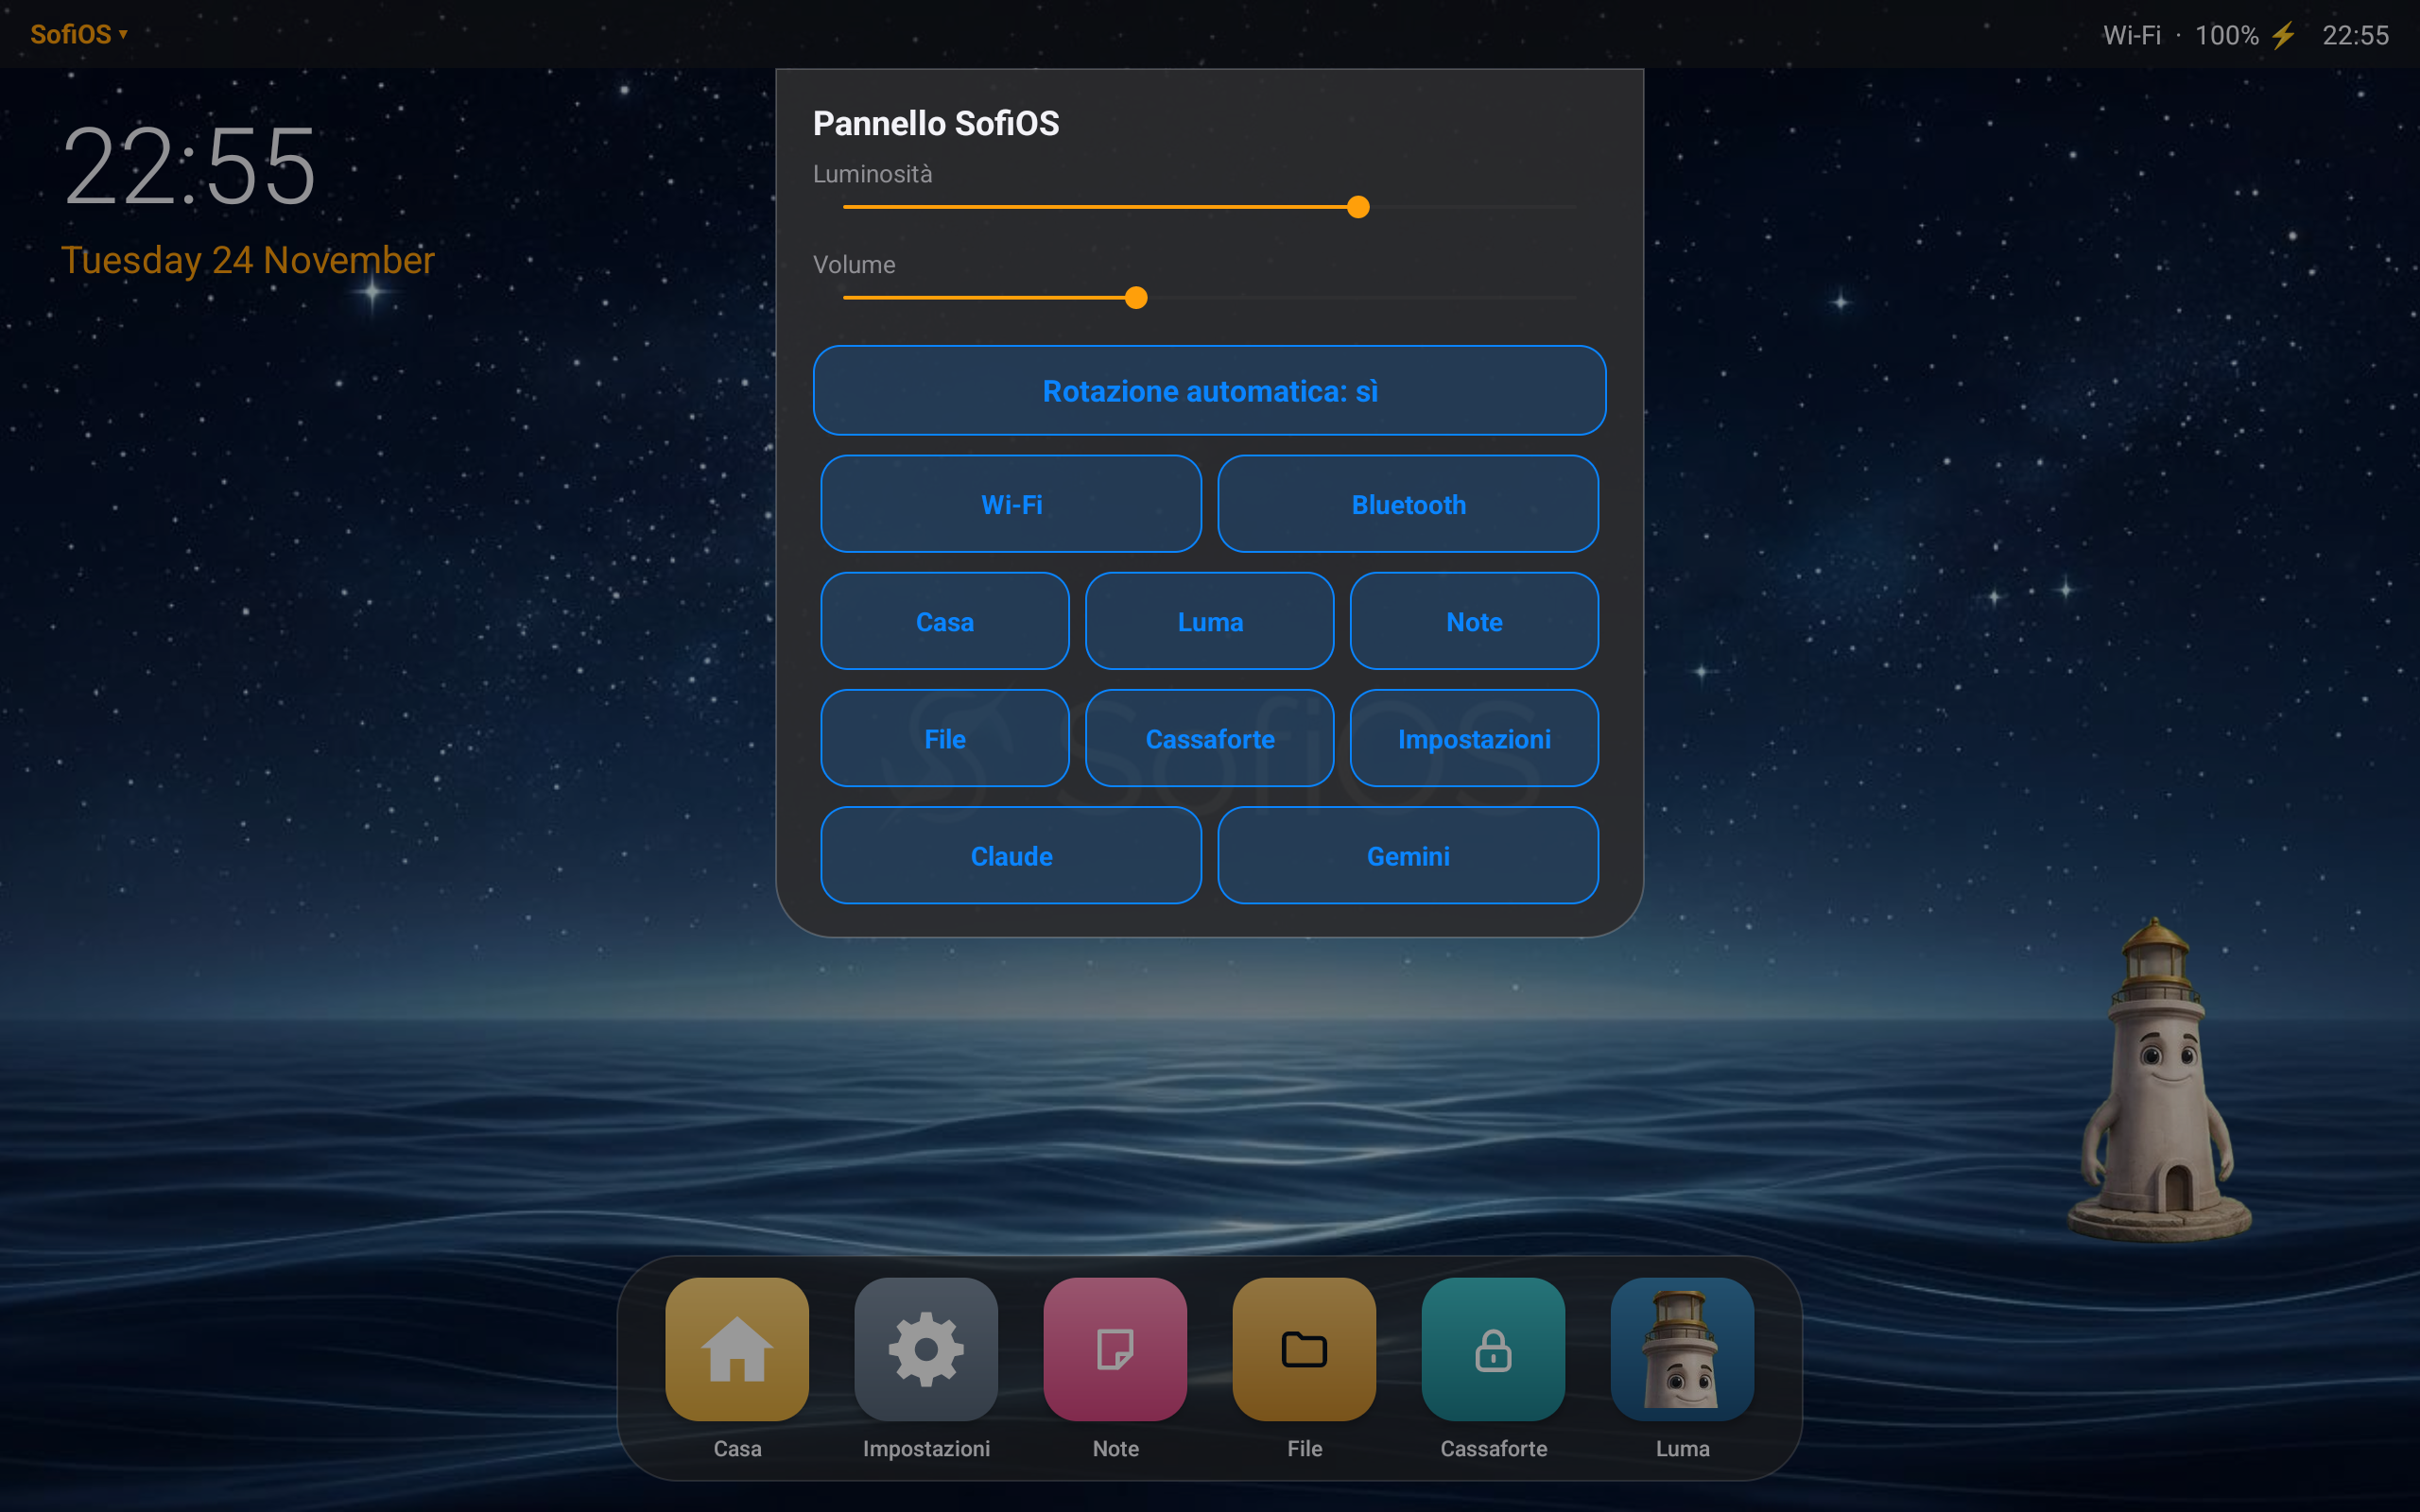 SofiOS ▾
Wi-Fi · 100% ⚡ 22:55
22:55
Tuesday 24 November
Pannello SofiOS
Luminosità
Volume
Rotazione automatica: sì
Wi-Fi Bluetooth
Casa Luma Note
File Cassaforte Impostazioni
SofiOS
Claude Gemini
Casa Impostazioni Note File Cassaforte Luma